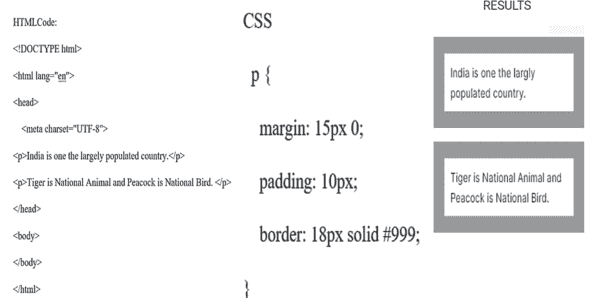 HTMLCode:
<!DOCTYPE html>
<html lang="en">
<head>
<meta charset="UTF-8">
<p>India is one the largely populated country.</p>
<p>Tiger is National Animal and Peacock is National Bird. </p>
</head>
<body>
</body>
</html>
CSS
p {
margin: 15px 0;
padding: 10px;
border: 18px solid #999;
}
RESULTS
India is one the largly
populated country.
Tiger is National Animal and
Peacock is National Bird.